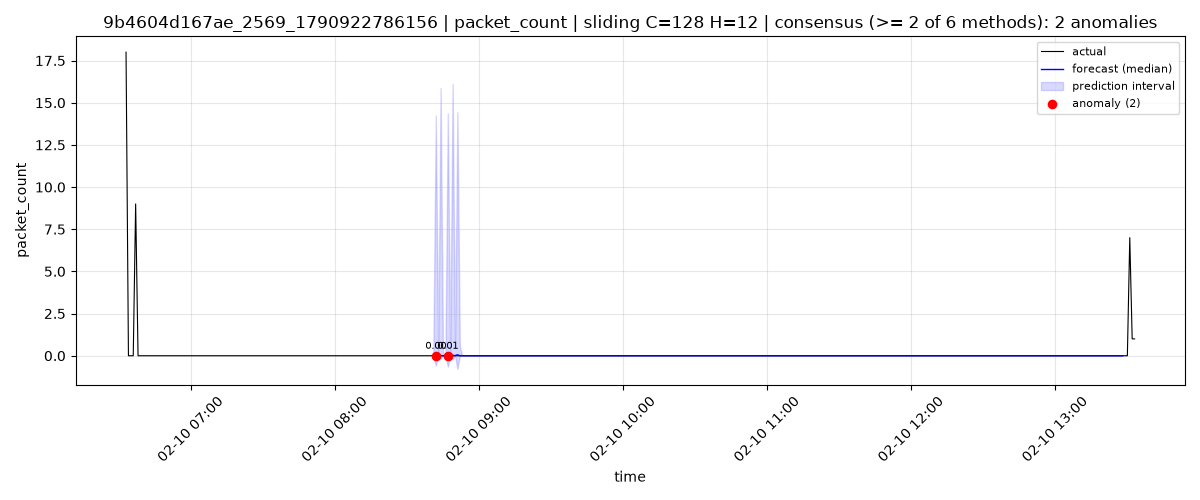 9b4604d167ae_2569_1790922786156 | packet_count | sliding C=128 H=12 | consensus (>= 2 of 6 methods): 2 anomalies
actual
forecast (median)
prediction interval
anomaly (2)
packet_count
17.5
15.0
12.5
10.0
7.5
5.0
2.5
0.0
02-10 07:00
02-10 08:00
02-10 09:00
02-10 10:00
02-10 11:00
02-10 12:00
02-10 13:00
time